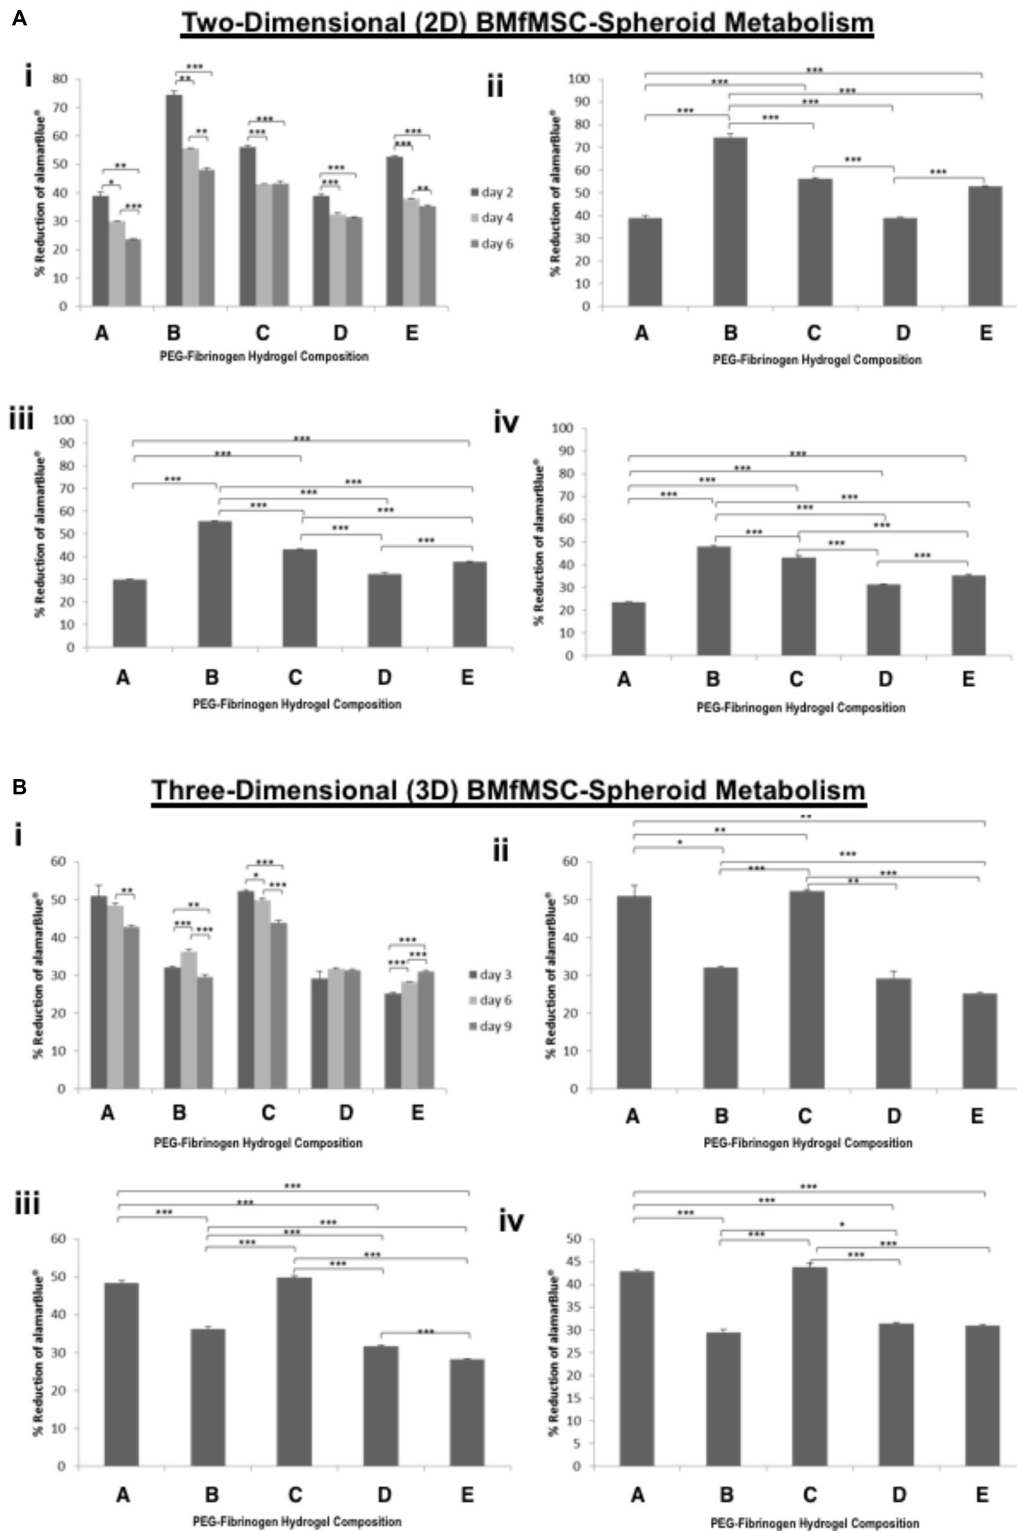 A
Two-Dimensional (2D) BMfMSC-Spheroid Metabolism
i
% Reduction of alamarBlue®
80
70
60
50
40
30
20
10
0
*** ** ** * *** *** ** ** *** *** *** *** *** *** **
day 2
day 4
day 6
A B C D E
PEG-Fibrinogen Hydrogel Composition
ii
% Reduction of alamarBlue®
100
90
80
70
60
50
40
30
20
10
0
*** *** *** *** *** *** *** ***
A B C D E
PEG-Fibrinogen Hydrogel Composition
iii
% Reduction of alamarBlue®
100
90
80
70
60
50
40
30
20
10
0
*** *** *** *** *** *** *** *** ***
A B C D E
PEG-Fibrinogen Hydrogel Composition
iv
% Reduction of alamarBlue®
100
90
80
70
60
50
40
30
20
10
0
*** *** *** *** *** *** *** *** *** ***
A B C D E
PEG-Fibrinogen Hydrogel Composition
B
Three-Dimensional (3D) BMfMSC-Spheroid Metabolism
i
% Reduction of alamarBlue®
60
50
40
30
20
10
0
** ** *** *** *** * *** *** *** ***
day 3
day 6
day 9
A B C D E
PEG-Fibrinogen Hydrogel Composition
ii
% Reduction of alamarBlue®
60
50
40
30
20
10
0
** ** * *** *** *** **
A B C D E
PEG-Fibrinogen Hydrogel Composition
iii
% Reduction of alamarBlue®
60
50
40
30
20
10
0
*** *** *** *** *** *** *** *** ***
A B C D E
PEG-Fibrinogen Hydrogel Composition
iv
% Reduction of alamarBlue®
50
45
40
35
30
25
20
15
10
5
0
*** *** *** * *** *** ***
A B C D E
PEG-Fibrinogen Hydrogel Composition